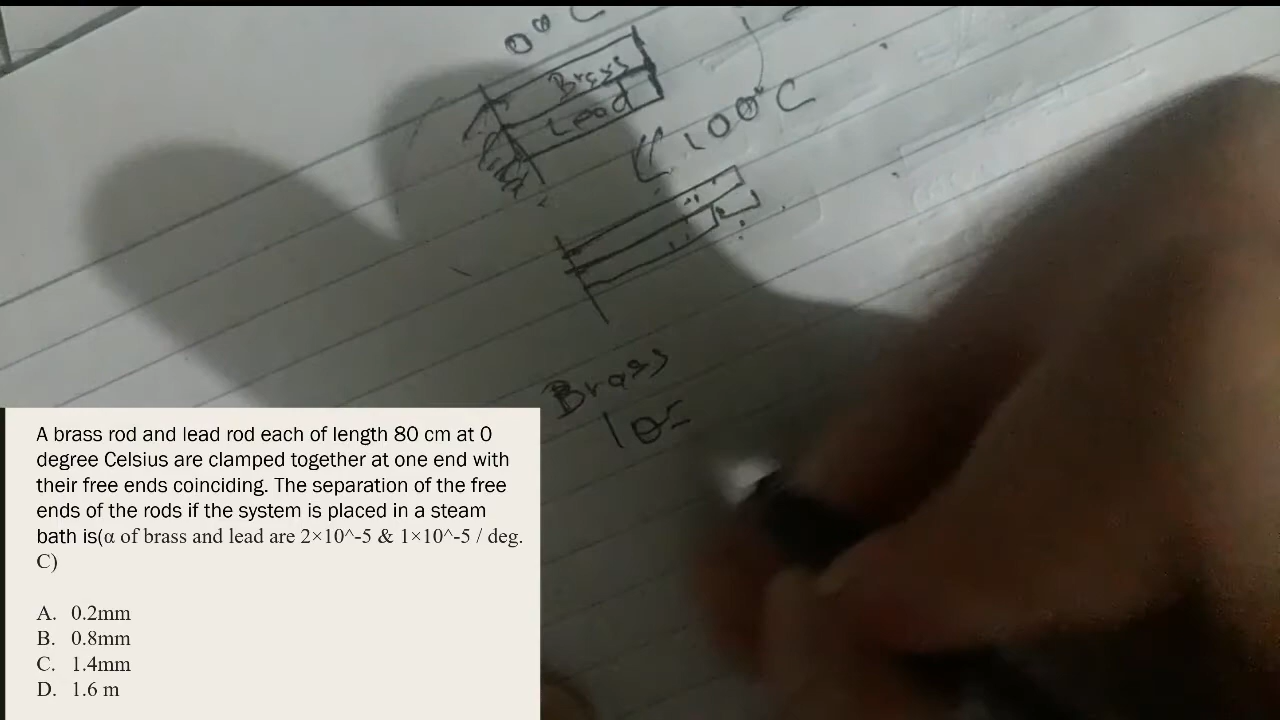 0°C
Brass
Lead
100°C
Brass
A brass rod and lead rod each of length 80 cm at 0
degree Celsius are clamped together at one end with
their free ends coinciding. The separation of the free
ends of the rods if the system is placed in a steam
bath is(α of brass and lead are 2×10^-5 & 1×10^-5 / deg.
C)
A. 0.2mm
B. 0.8mm
C. 1.4mm
D. 1.6 m